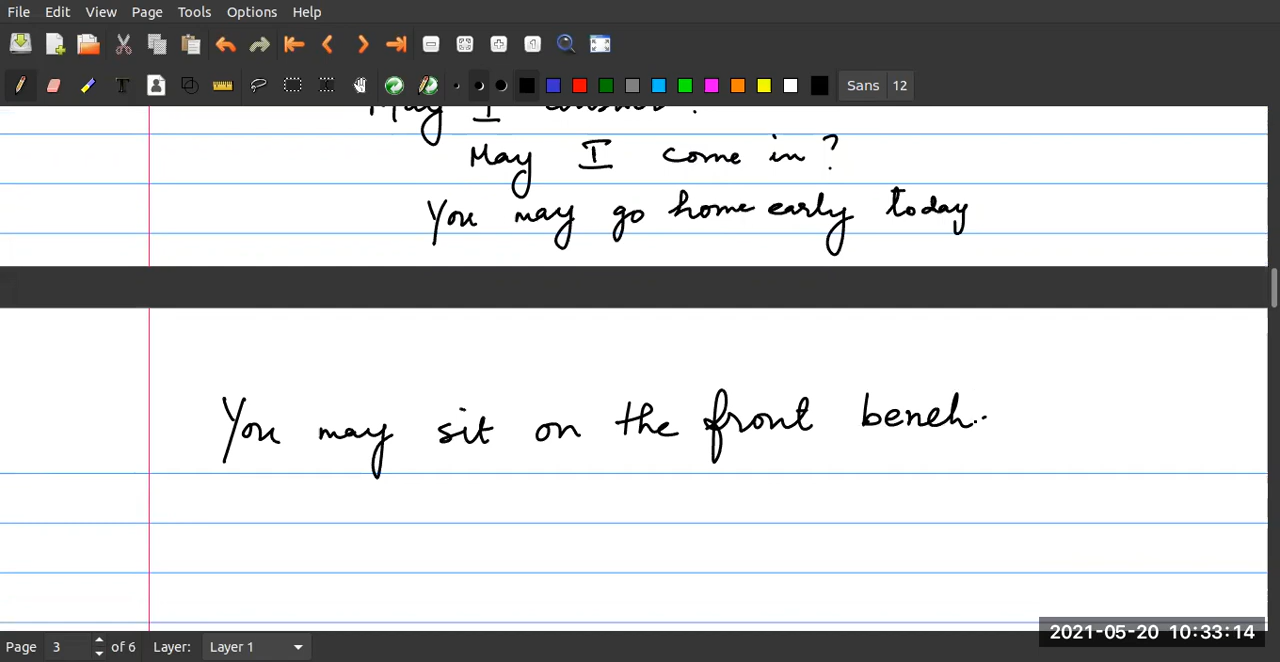 File Edit View Page Tools Options Help
T Sans 12
May I
May I come in?
You may go home early today
You may sit on the front bench.
2021-05-20 10:33:14
Page 3 of 6 Layer: Layer 1